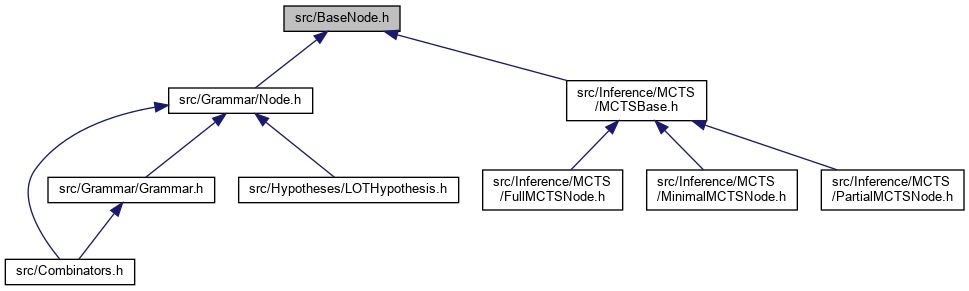 src/BaseNode.h
src/Grammar/Node.h
src/Inference/MCTS
/MCTSBase.h
src/Grammar/Grammar.h
src/Hypotheses/LOTHypothesis.h
src/Inference/MCTS
/FullMCTSNode.h
src/Inference/MCTS
/MinimalMCTSNode.h
src/Inference/MCTS
/PartialMCTSNode.h
src/Combinators.h